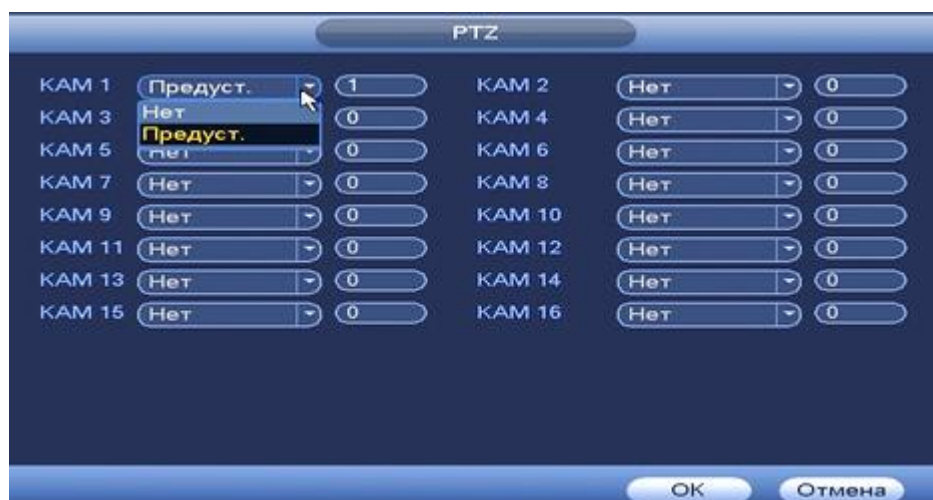 PTZ
КАМ 1 Предуст. 1 КАМ 2 Нет 0
КАМ 3 Нет 0 КАМ 4 Нет 0
Предуст.
КАМ 5 Нет 0 КАМ 6 Нет 0
КАМ 7 Нет 0 КАМ 8 Нет 0
КАМ 9 Нет 0 КАМ 10 Нет 0
КАМ 11 Нет 0 КАМ 12 Нет 0
КАМ 13 Нет 0 КАМ 14 Нет 0
КАМ 15 Нет 0 КАМ 16 Нет 0
OK Отмена